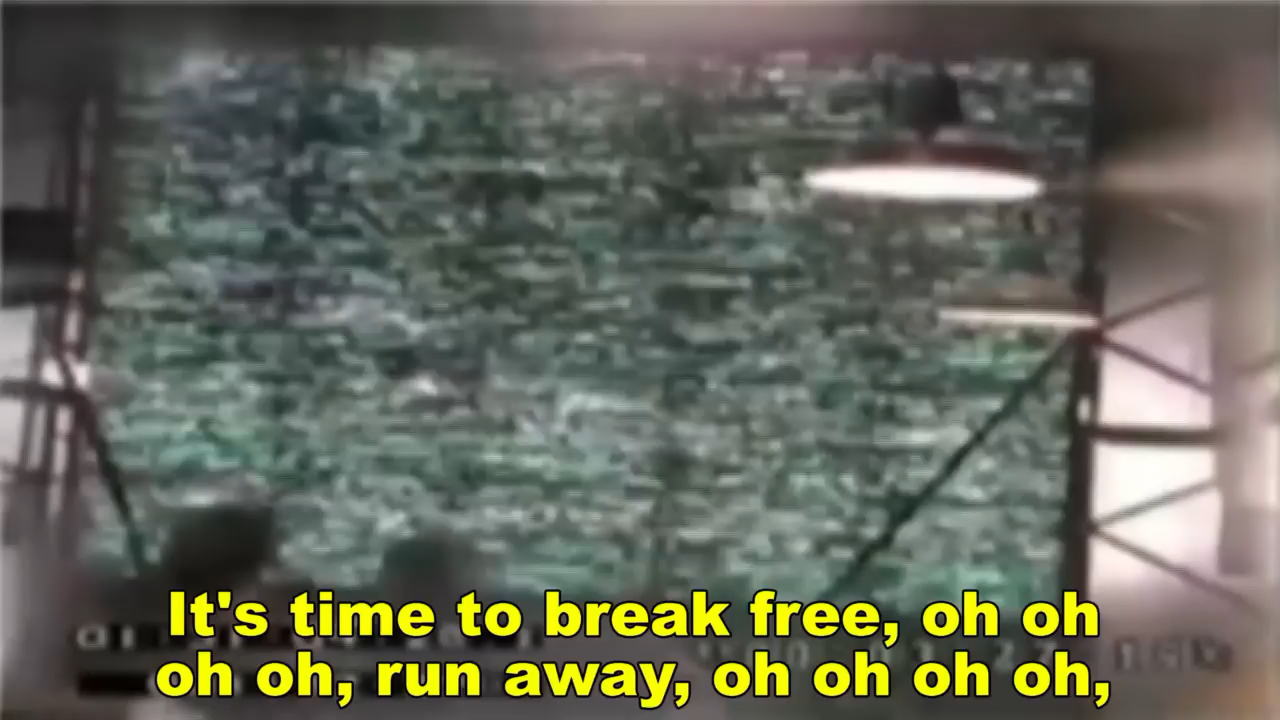 It's time to break free, oh oh
oh oh, run away, oh oh oh oh,